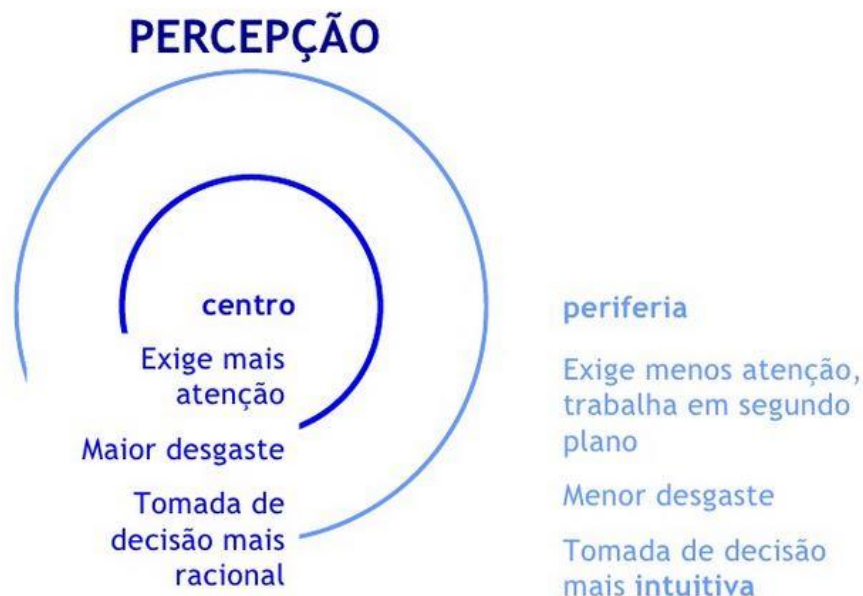 PERCEPÇÃO
centro
Exige mais
atenção
Maior desgaste
Tomada de
decisão mais
racional
periferia
Exige menos atenção,
trabalha em segundo
plano
Menor desgaste
Tomada de decisão
mais intuitiva